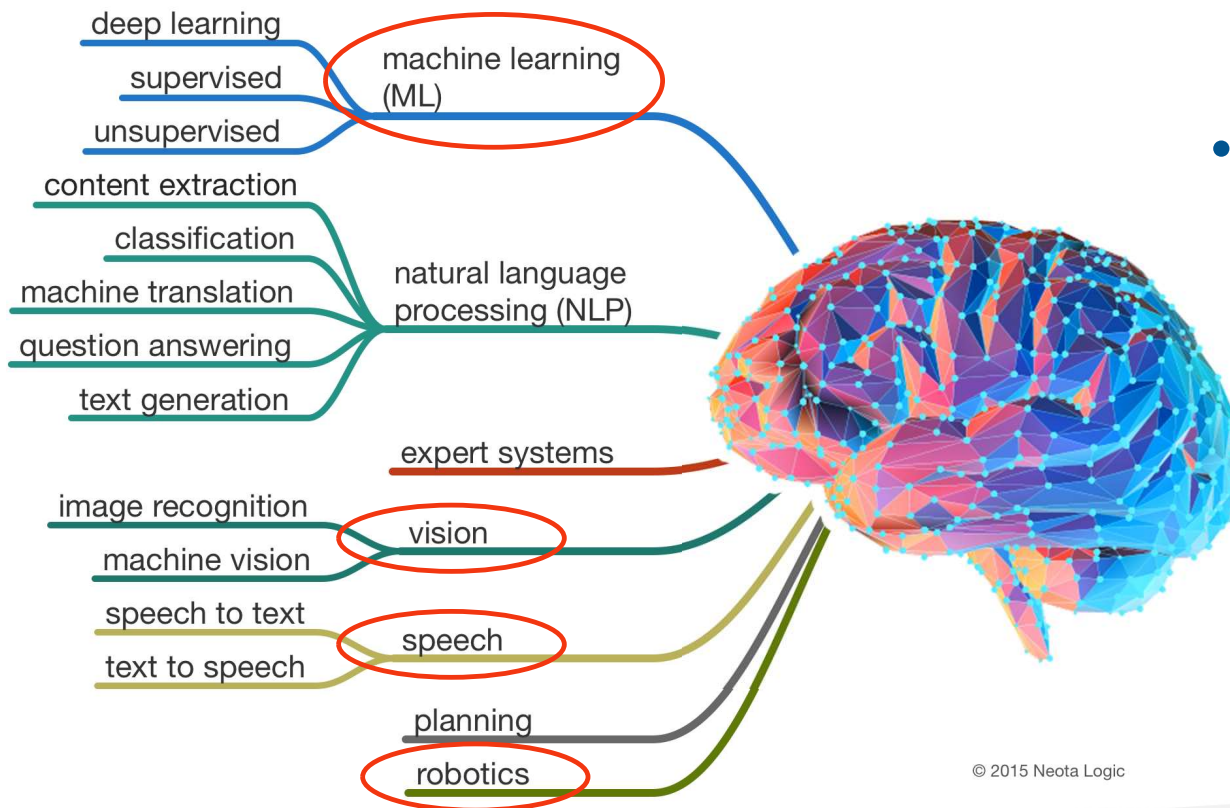 deep learning
supervised
unsupervised
machine learning
(ML)
content extraction
classification
machine translation
question answering
text generation
natural language
processing (NLP)
expert systems
image recognition
machine vision
vision
speech to text
text to speech
speech
planning
robotics
© 2015 Neota Logic